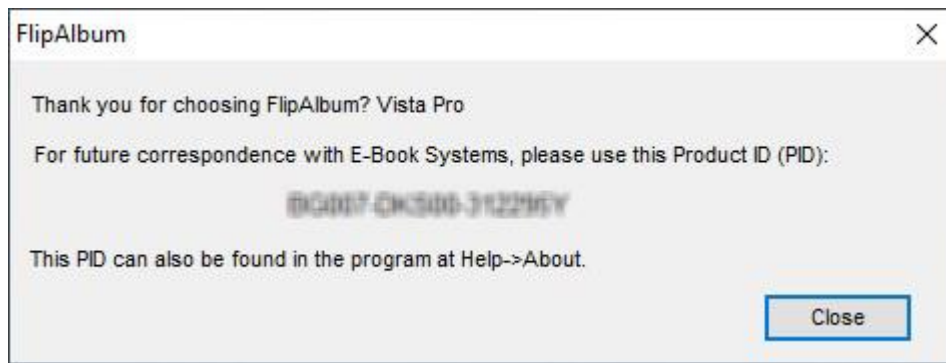 FlipAlbum
Thank you for choosing FlipAlbum? Vista Pro
For future correspondence with E-Book Systems, please use this Product ID (PID):
This PID can also be found in the program at Help->About.
Close